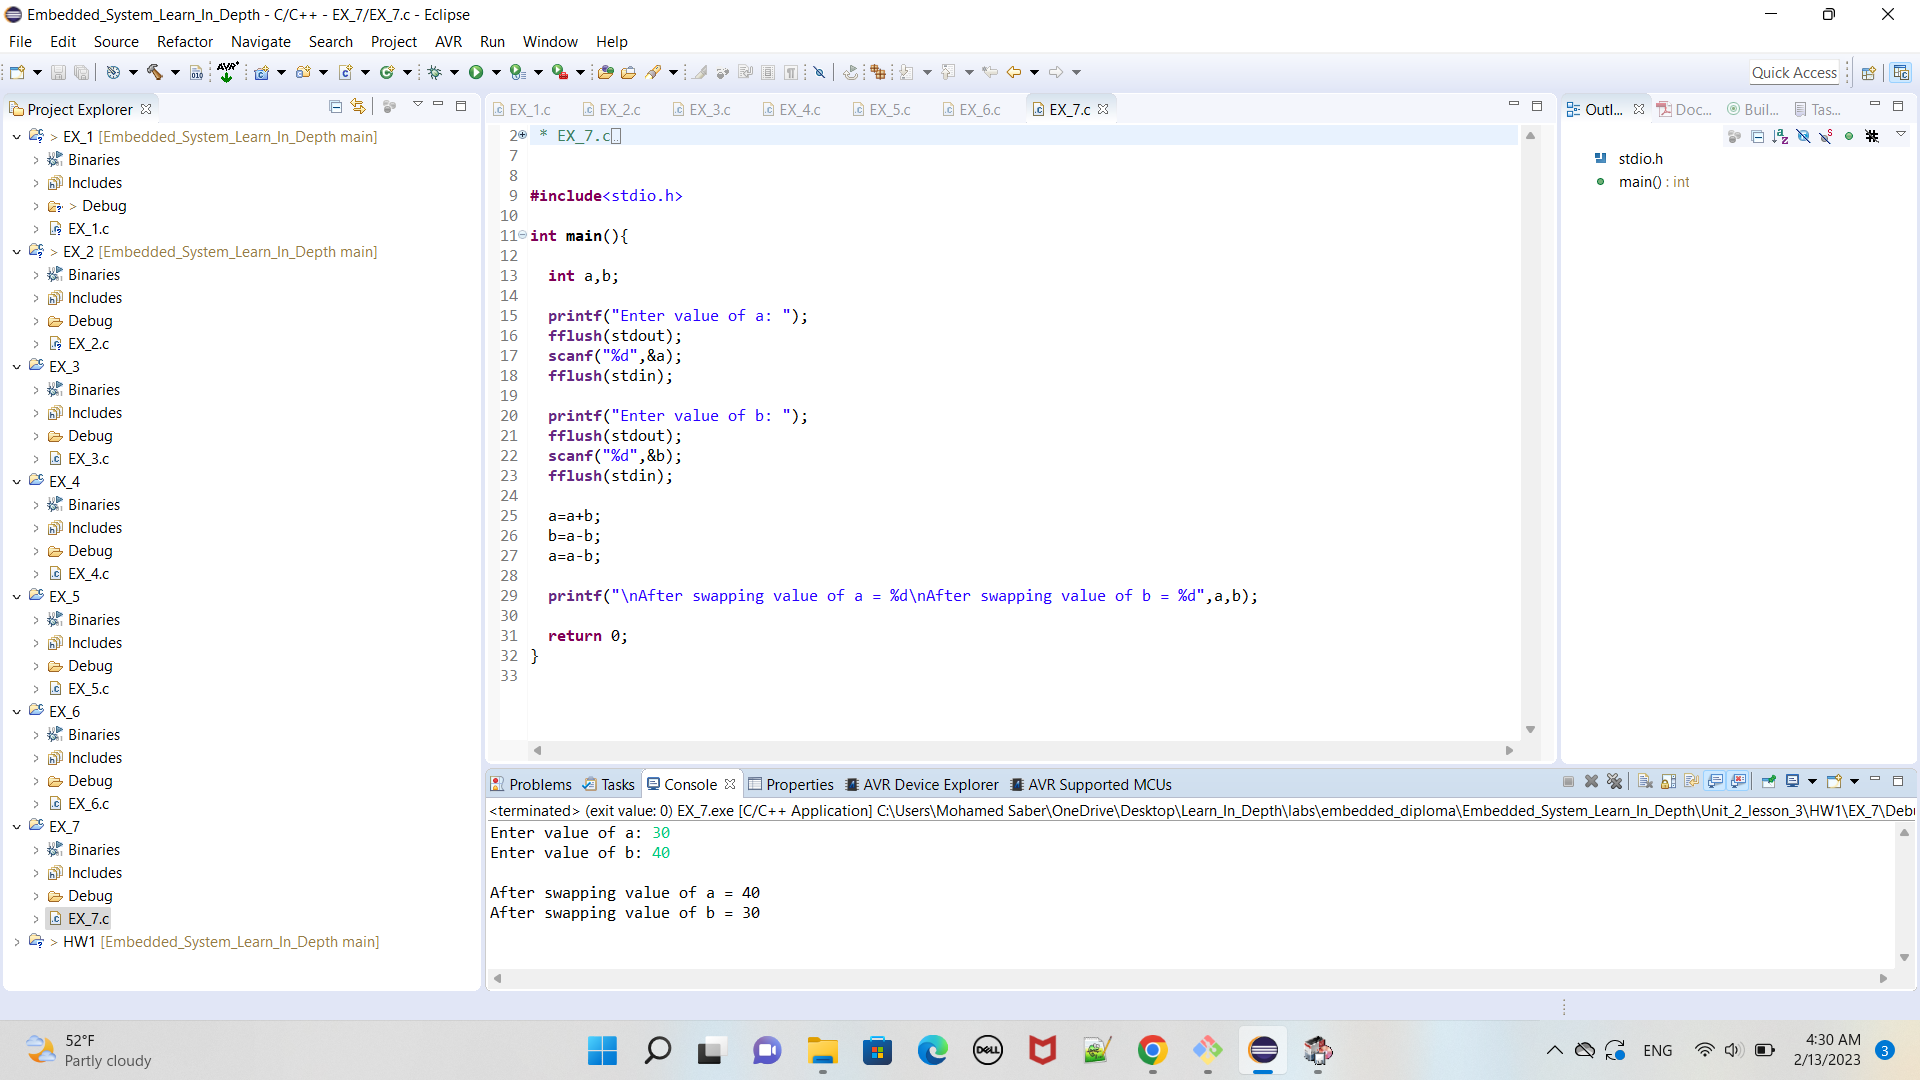 Embedded_System_Learn_In_Depth - C/C++ - EX_7/EX_7.c - Eclipse
File Edit Source Refactor Navigate Search Project AVR Run Window Help
Quick Access
Project Explorer
EX_1 [Embedded_System_Learn_In_Depth main]
Binaries
Includes
> Debug
EX_1.c
> EX_2 [Embedded_System_Learn_In_Depth main]
Binaries
Includes
Debug
EX_2.c
EX_3
Binaries
Includes
Debug
EX_3.c
EX_4
Binaries
Includes
Debug
EX_4.c
EX_5
Binaries
Includes
Debug
EX_5.c
EX_6
Binaries
Includes
Debug
EX_6.c
EX_7
Binaries
Includes
Debug
EX_7.c
> HW1 [Embedded_System_Learn_In_Depth main]
EX_1.c EX_2.c EX_3.c EX_4.c EX_5.c EX_6.c EX_7.c
2 * EX_7.c
7
8
9 #include<stdio.h>
10
11 int main(){
12
13 int a,b;
14
15 printf("Enter value of a: ");
16 fflush(stdout);
17 scanf("%d",&a);
18 fflush(stdin);
19
20 printf("Enter value of b: ");
21 fflush(stdout);
22 scanf("%d",&b);
23 fflush(stdin);
24
25 a=a+b;
26 b=a-b;
27 a=a-b;
28
29 printf("\nAfter swapping value of a = %d\nAfter swapping value of b = %d",a,b);
30
31 return 0;
32 }
33
Outl... Doc... Buil... Tas...
stdio.h
main() : int
Problems Tasks Console Properties AVR Device Explorer AVR Supported MCUs
<terminated> (exit value: 0) EX_7.exe [C/C++ Application] C:\Users\Mohamed Saber\OneDrive\Desktop\Learn_In_Depth\labs\embedded_diploma\Embedded_System_Learn_In_Depth\Unit_2_lesson_3\HW1\EX_7\Debu
Enter value of a: 30
Enter value of b: 40
After swapping value of a = 40
After swapping value of b = 30
52°F
Partly cloudy
DELL
ENG
4:30 AM
2/13/2023
3